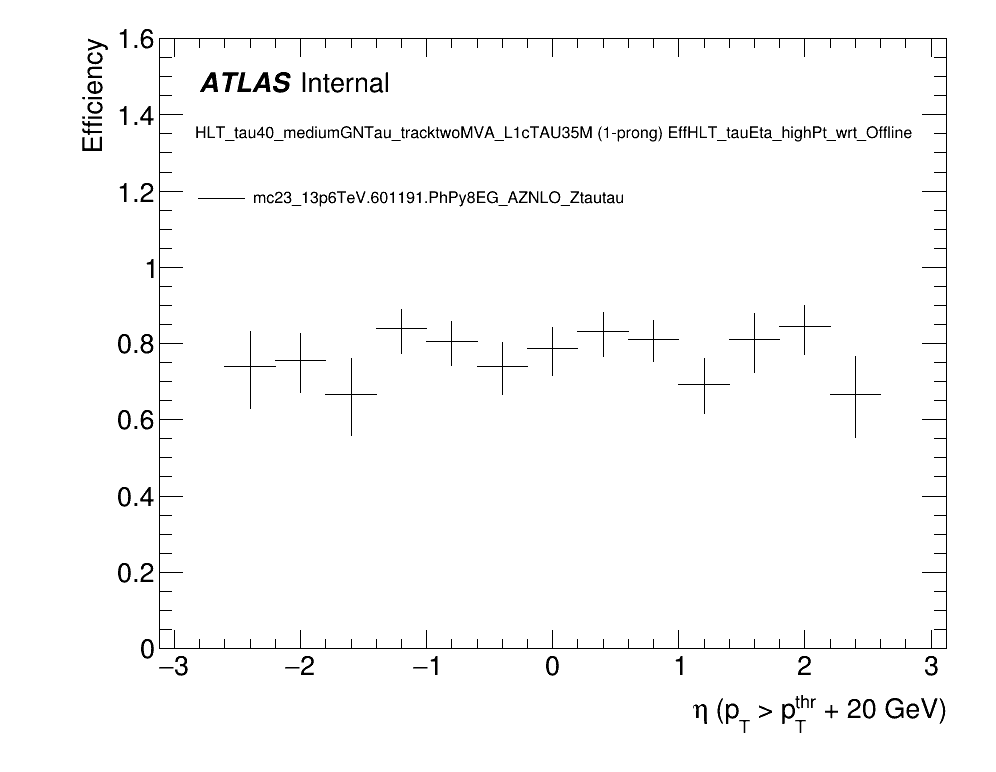 Efficiency
1.6
1.4
1.2
1
0.8
0.6
0.4
0.2
0
ATLAS Internal
HLT_tau40_mediumGNTau_tracktwoMVA_L1cTAU35M (1-prong) EffHLT_tauEta_highPt_wrt_Offline
mc23_13p6TeV.601191.PhPy8EG_AZNLO_Ztautau
−3 −2 −1 0 1 2 3
η (p_T > p_T^thr + 20 GeV)